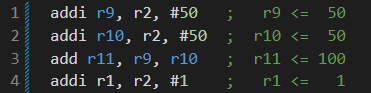 1 addi r9, r2, #50 ; r9 <= 50
2 addi r10, r2, #50 ; r10 <= 50
3 add r11, r9, r10 ; r11 <= 100
4 addi r1, r2, #1 ; r1 <= 1